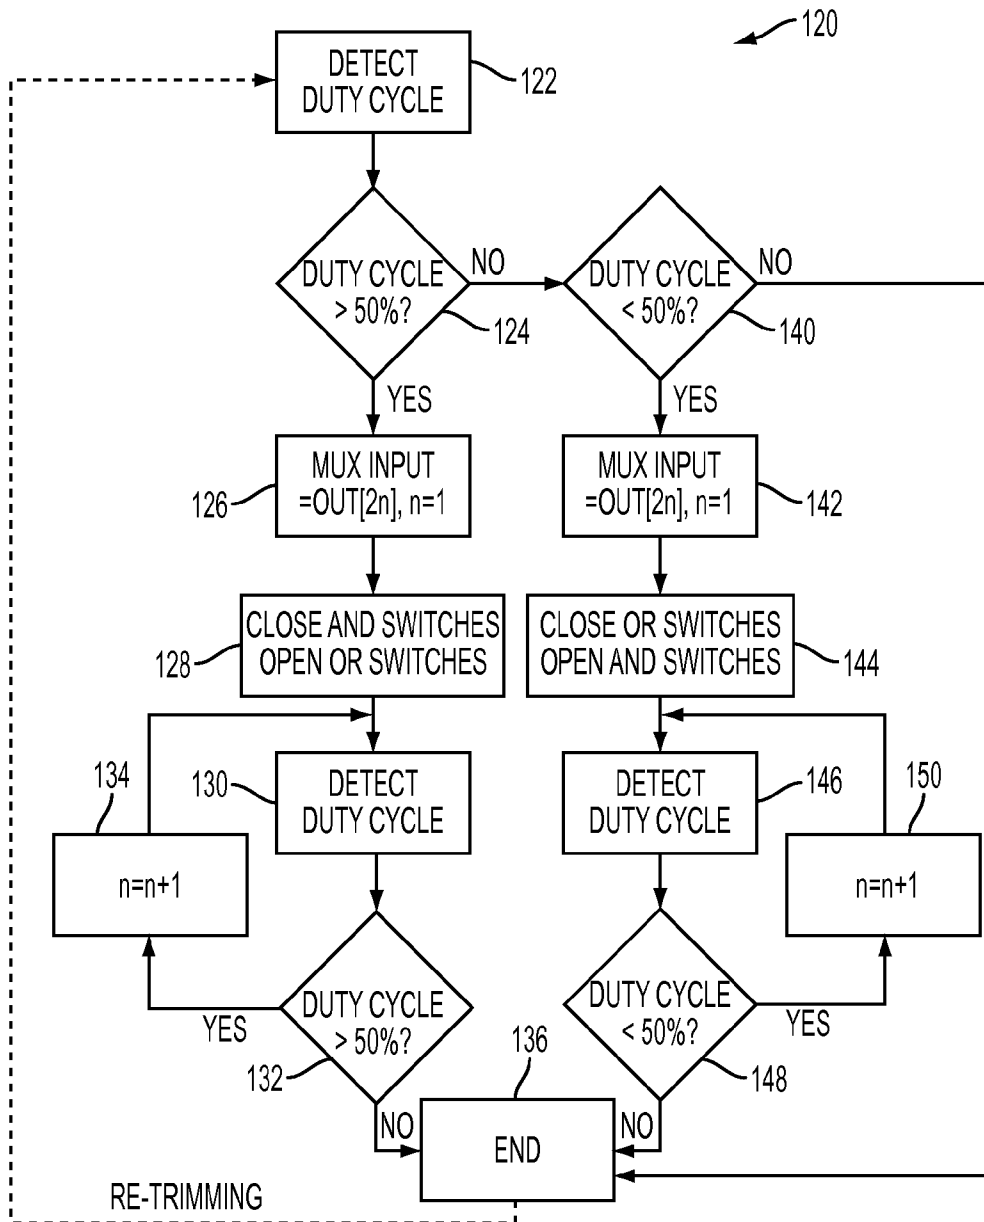 120
DETECT
DUTY CYCLE
122
DUTY CYCLE
> 50%?
NO
124
YES
DUTY CYCLE
< 50%?
NO
140
YES
MUX INPUT
=OUT[2n], n=1
126
MUX INPUT
=OUT[2n], n=1
142
CLOSE AND SWITCHES
OPEN OR SWITCHES
128
CLOSE OR SWITCHES
OPEN AND SWITCHES
144
134
130
DETECT
DUTY CYCLE
DETECT
DUTY CYCLE
146
150
n=n+1
n=n+1
YES
DUTY CYCLE
> 50%?
132
NO
DUTY CYCLE
< 50%?
YES
148
NO
136
END
RE-TRIMMING